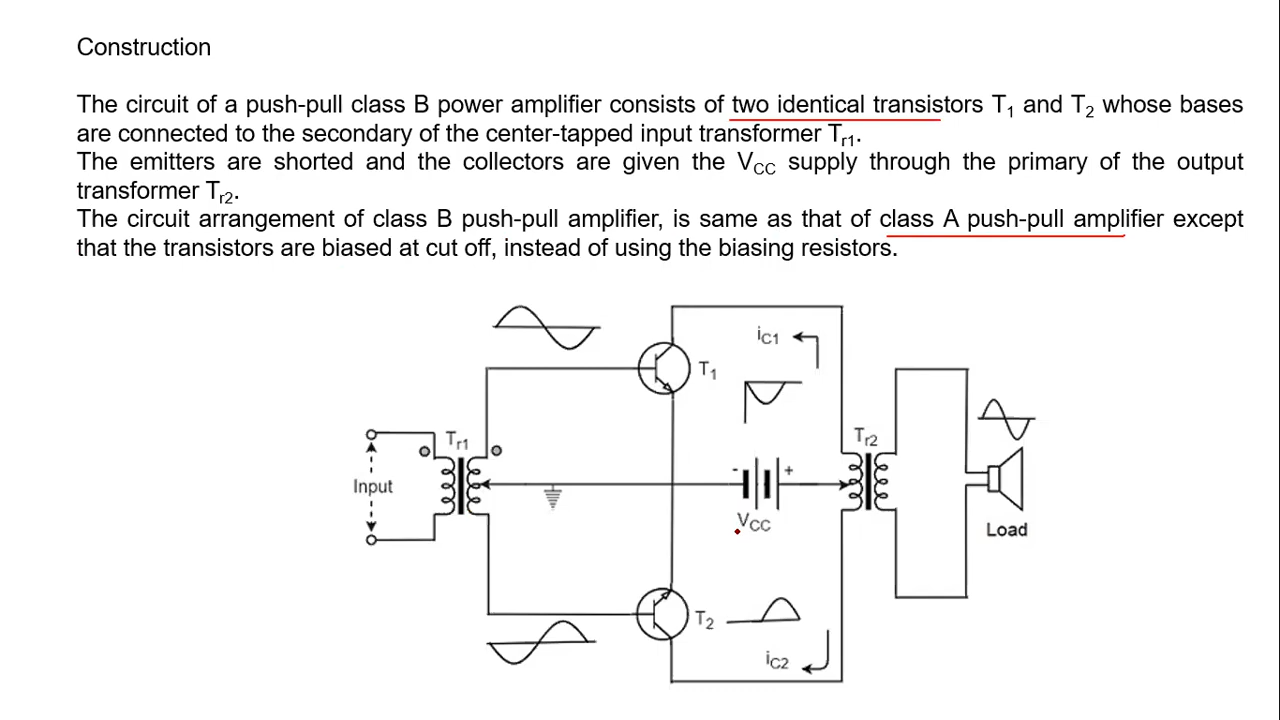 Construction
The circuit of a push-pull class B power amplifier consists of two identical transistors T1 and T2 whose bases
are connected to the secondary of the center-tapped input transformer Tr1.
The emitters are shorted and the collectors are given the VCC supply through the primary of the output
transformer Tr2.
The circuit arrangement of class B push-pull amplifier, is same as that of class A push-pull amplifier except
that the transistors are biased at cut off, instead of using the biasing resistors.
iC1
T1
Tr1
Tr2
- +
Input
VCC
Load
T2
iC2